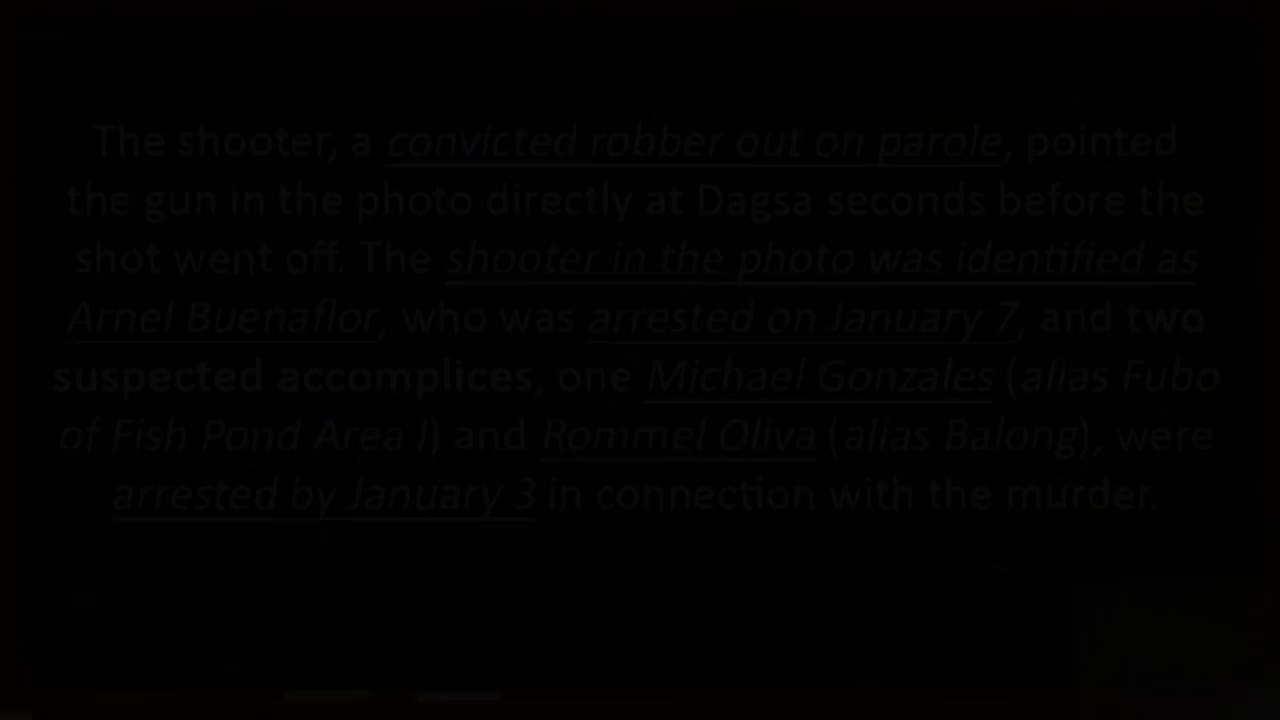 The shooter, a convicted robber out on parole, pointed
the gun in the photo directly at Dagsa seconds before the
shot went off. The shooter in the photo was identified as
Arnel Buenaflor, who was arrested on January 7, and two
suspected accomplices, one Michael Gonzales (alias Fubo
of Fish Pond Area I) and Rommel Oliva (alias Balong), were
arrested by January 3 in connection with the murder.